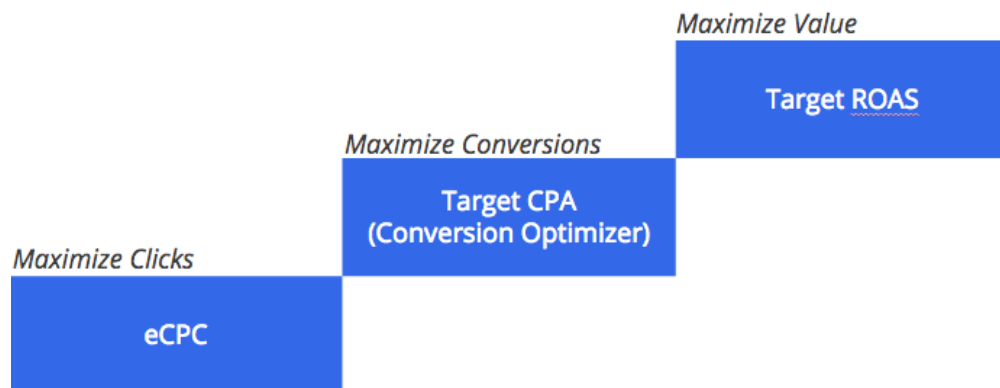 Maximize Value
Target ROAS
Maximize Conversions
Target CPA
(Conversion Optimizer)
Maximize Clicks
eCPC